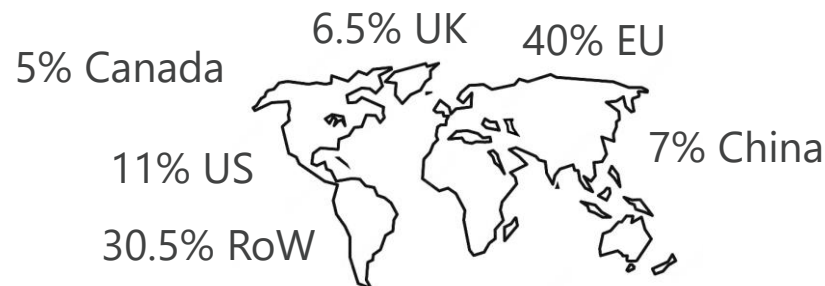 6.5% UK
40% EU
5% Canada
7% China
11% US
30.5% RoW